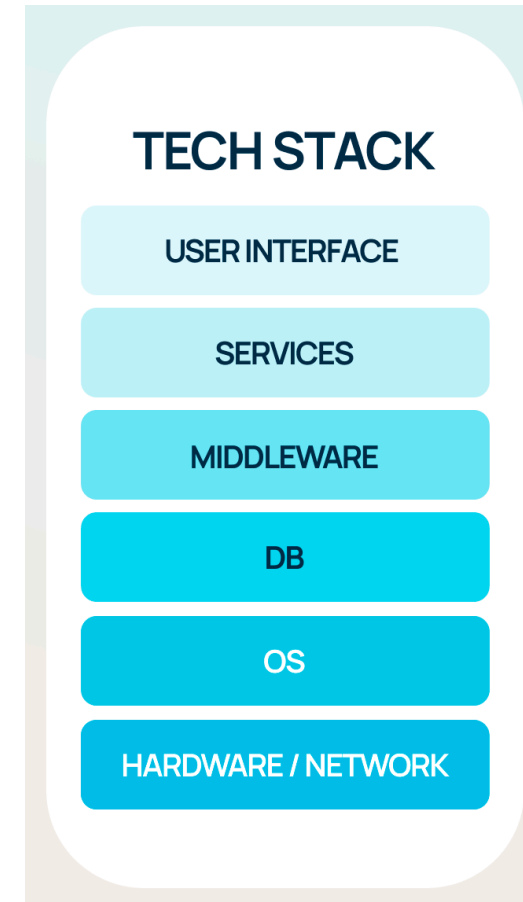 TECH STACK
USER INTERFACE
SERVICES
MIDDLEWARE
DB
OS
HARDWARE / NETWORK